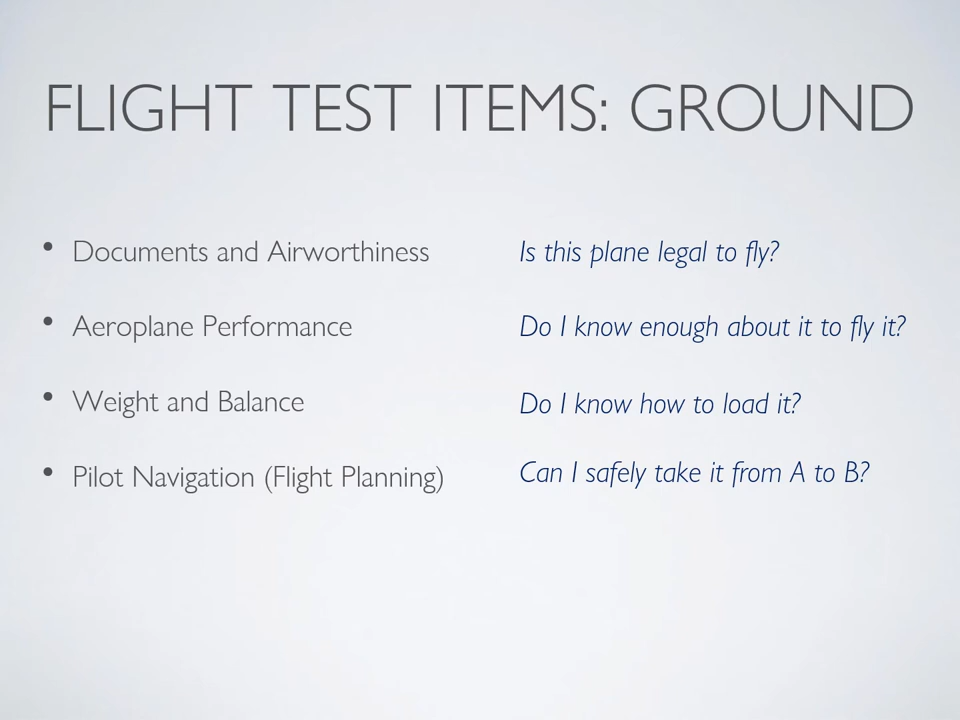 FLIGHT TEST ITEMS: GROUND
• Documents and Airworthiness
Is this plane legal to fly?
• Aeroplane Performance
Do I know enough about it to fly it?
• Weight and Balance
Do I know how to load it?
• Pilot Navigation (Flight Planning)
Can I safely take it from A to B?